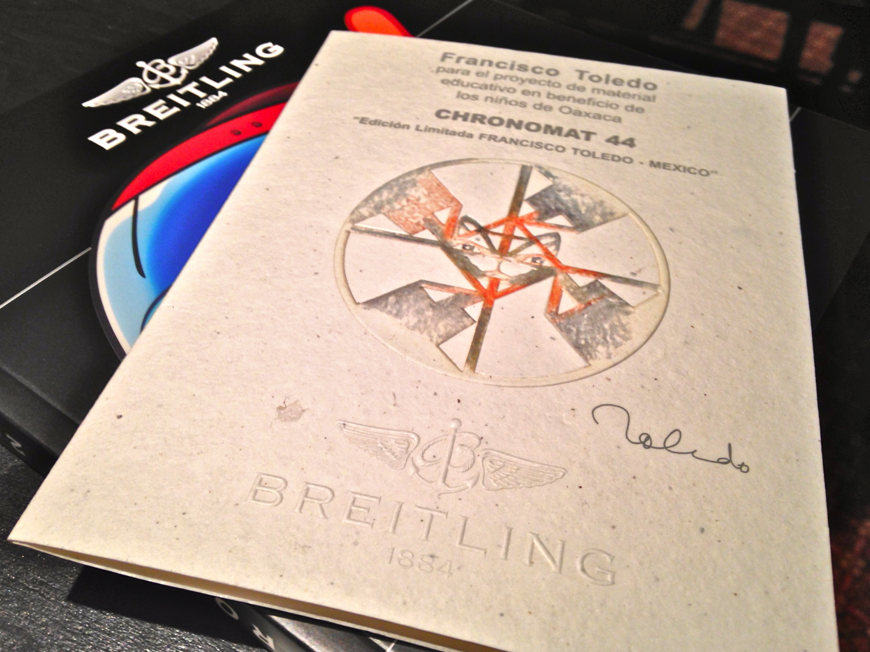 BREITLING
1884
Francisco Toledo
para el proyecto de material
educativo en beneficio de
los niños de Oaxaca
CHRONOMAT 44
"Edición Limitada FRANCISCO TOLEDO - MEXICO"
Toledo
BREITLING
1884